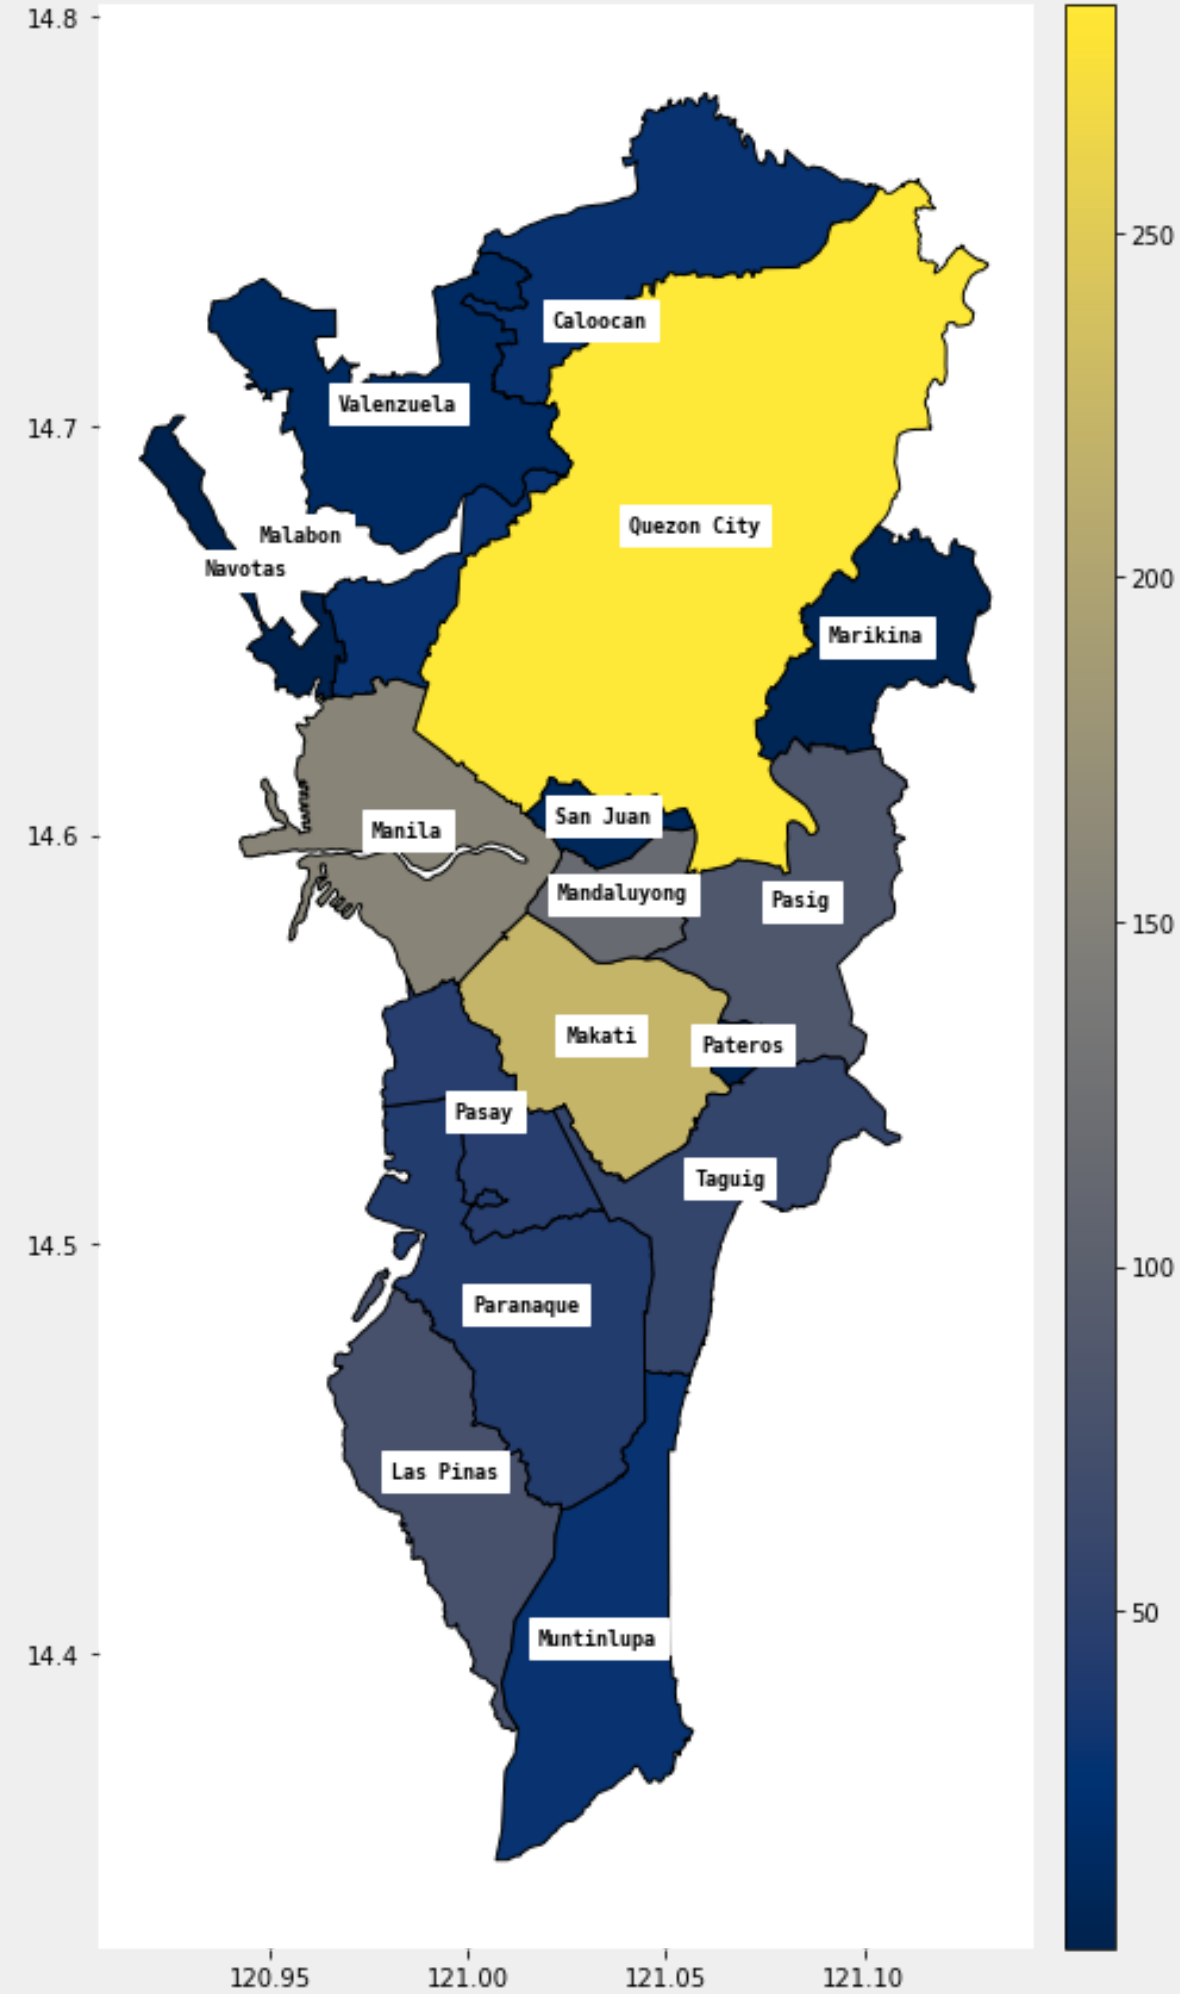 14.8
250
Caloocan
Valenzuela
14.7
Quezon City
Malabon
Navotas
200
Marikina
San Juan
Manila
14.6
Mandaluyong
Pasig
150
Makati
Pateros
Pasay
Taguig
14.5
100
Paranaque
Las Pinas
50
Muntinlupa
14.4
120.95 121.00 121.05 121.10